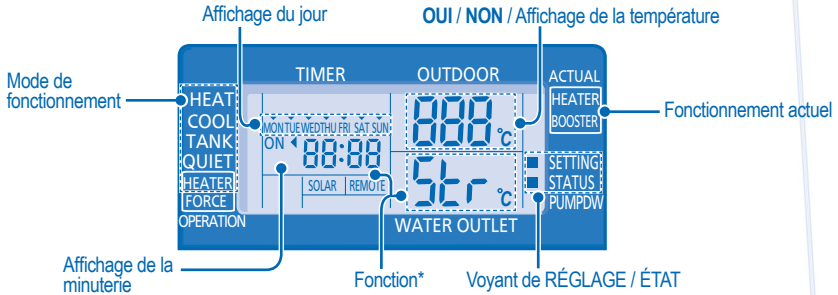 Affichage du jour
OUI / NON / Affichage de la température
Mode de
fonctionnement
TIMER
OUTDOOR
ACTUAL
HEAT
COOL
TANK
QUIET
HEATER
FORCE
OPERATION
MON TUE WED THU FRI SAT SUN
ON
88:88
SOLAR
REMOTE
888 °C
Str °C
WATER OUTLET
HEATER
BOOSTER
SETTING
STATUS
PUMPDW
Fonctionnement actuel
Affichage de la
minuterie
Fonction*
Voyant de RÉGLAGE / ÉTAT